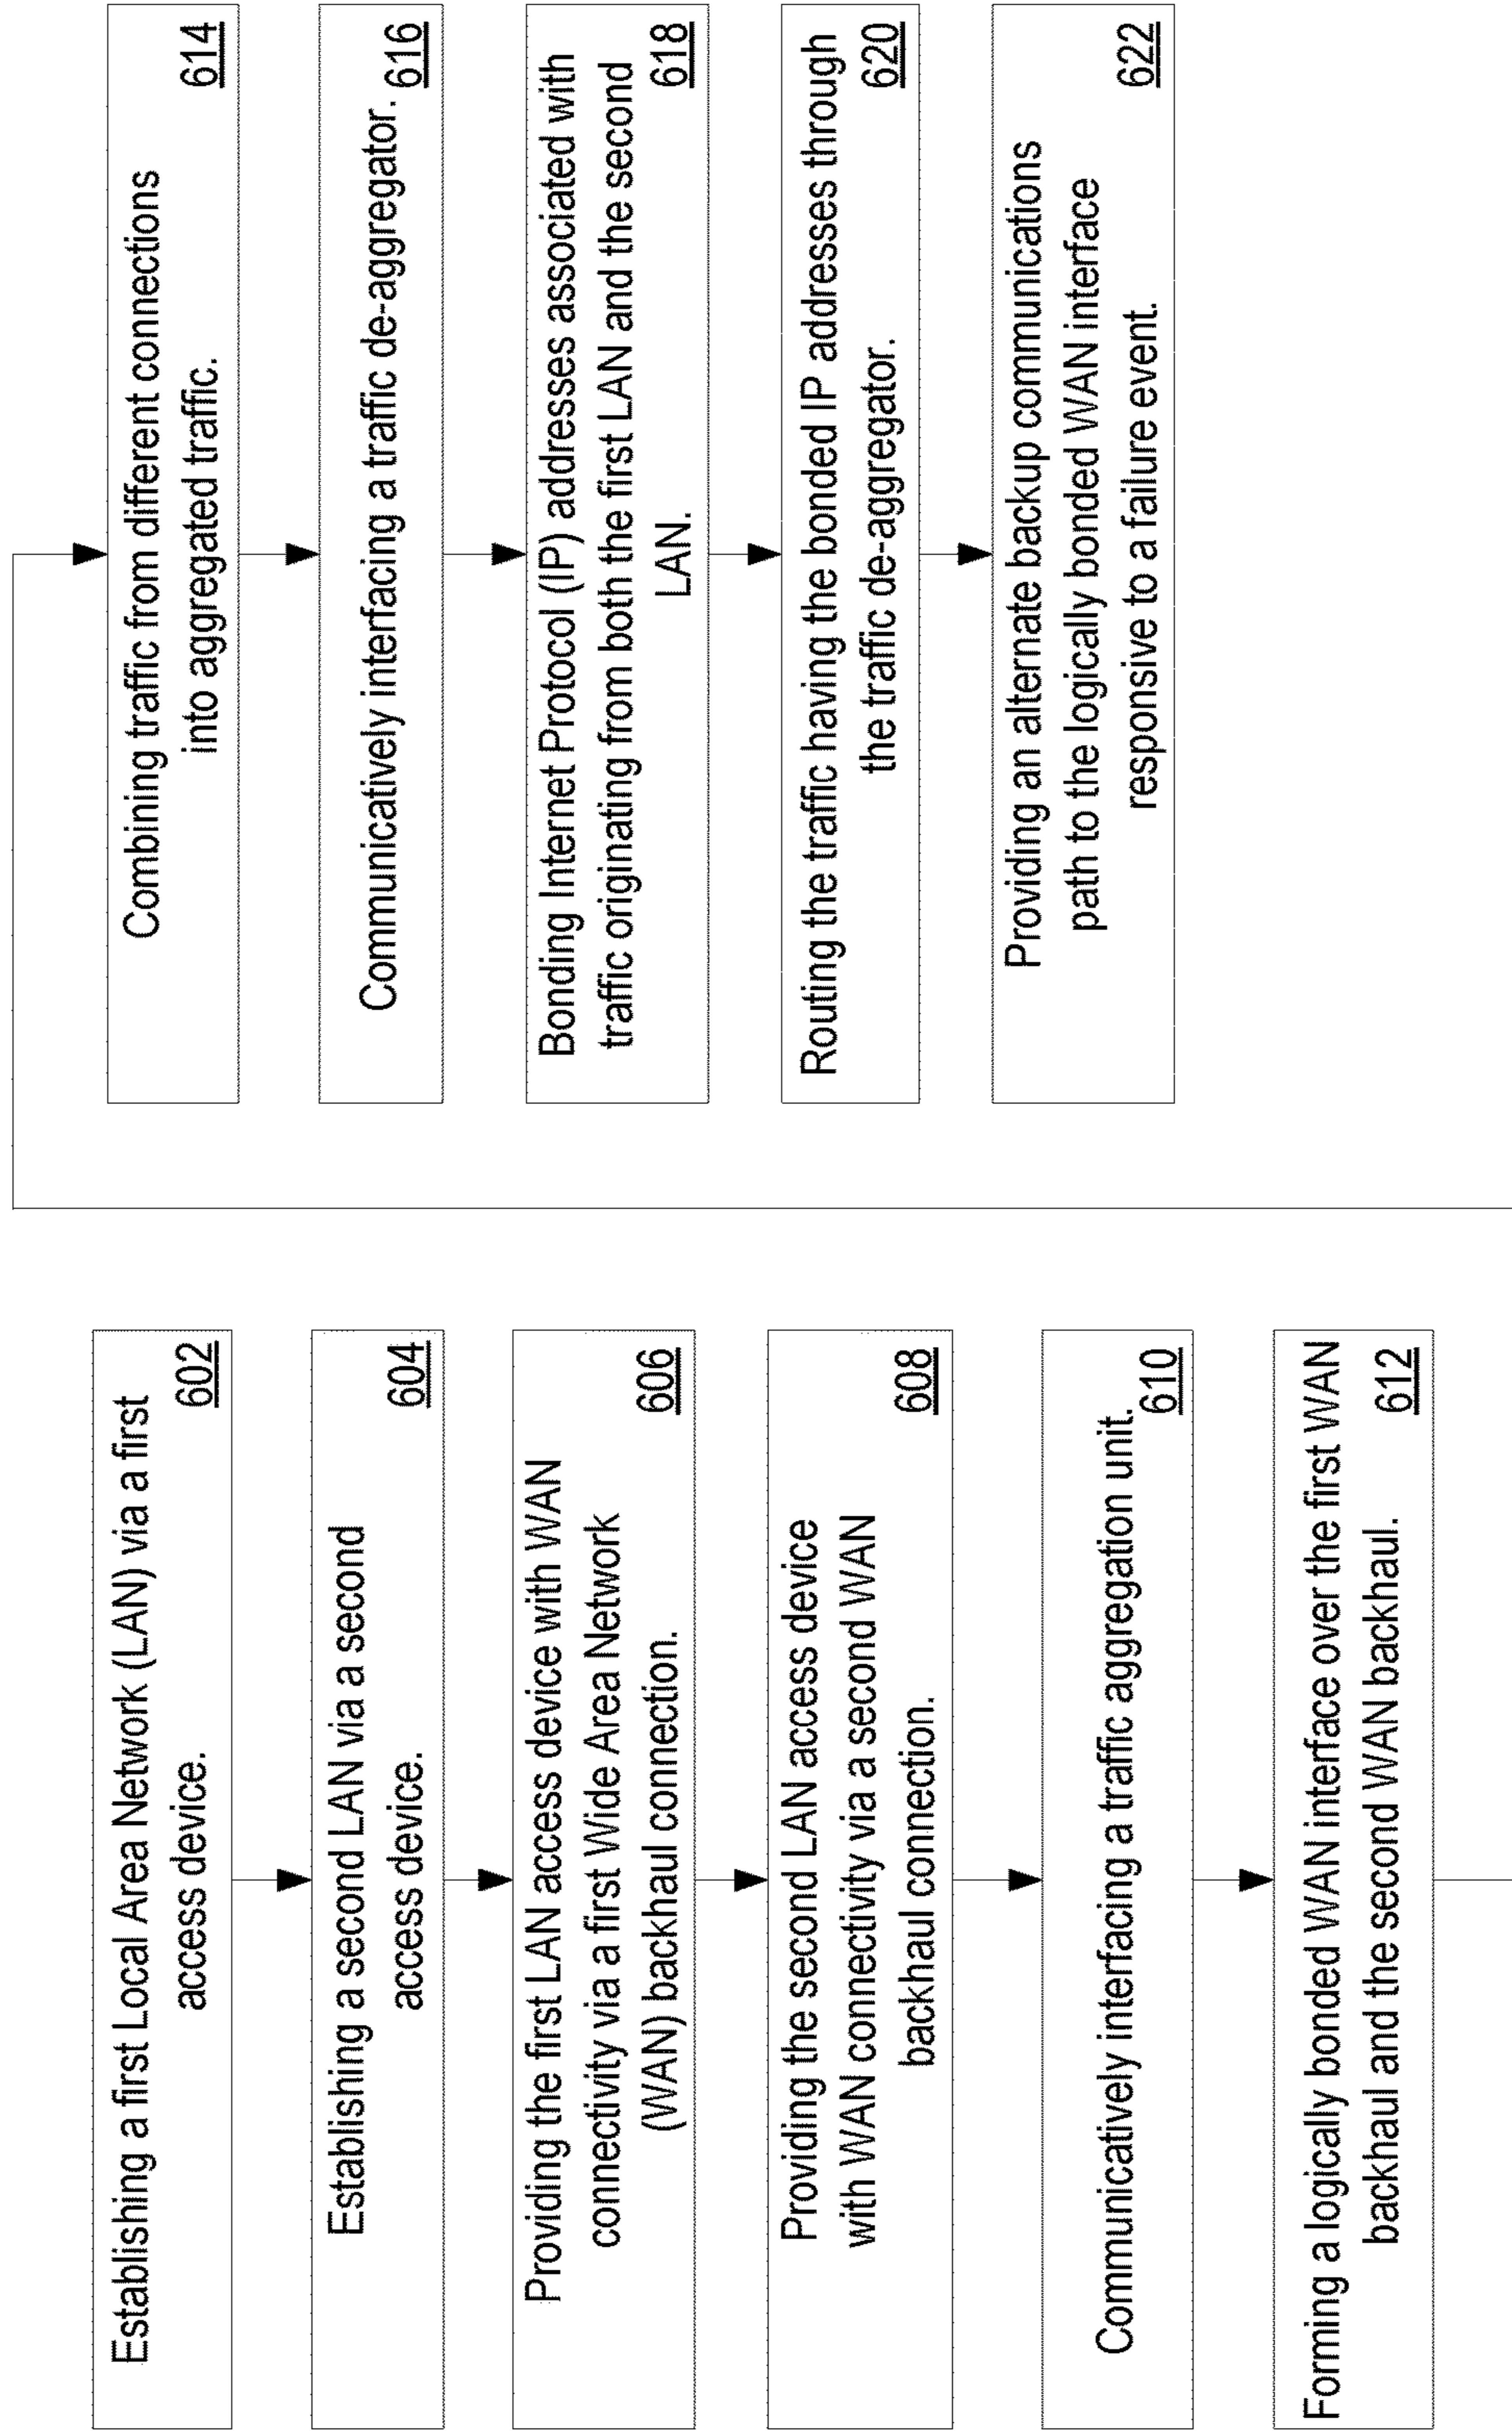 Establishing a first Local Area Network (LAN) via a first
access device.
602
Establishing a second LAN via a second
access device.
604
Providing the first LAN access device with WAN
connectivity via a first Wide Area Network
(WAN) backhaul connection.
606
Providing the second LAN access device
with WAN connectivity via a second WAN
backhaul connection.
608
Communicatively interfacing a traffic aggregation unit.
610
Forming a logically bonded WAN interface over the first WAN
backhaul and the second WAN backhaul.
612
Combining traffic from different connections
into aggregated traffic.
614
Communicatively interfacing a traffic de-aggregator.
616
Bonding Internet Protocol (IP) addresses associated with
traffic originating from both the first LAN and the second
LAN.
618
Routing the traffic having the bonded IP addresses through
the traffic de-aggregator.
620
Providing an alternate backup communications
path to the logically bonded WAN interface
responsive to a failure event.
622